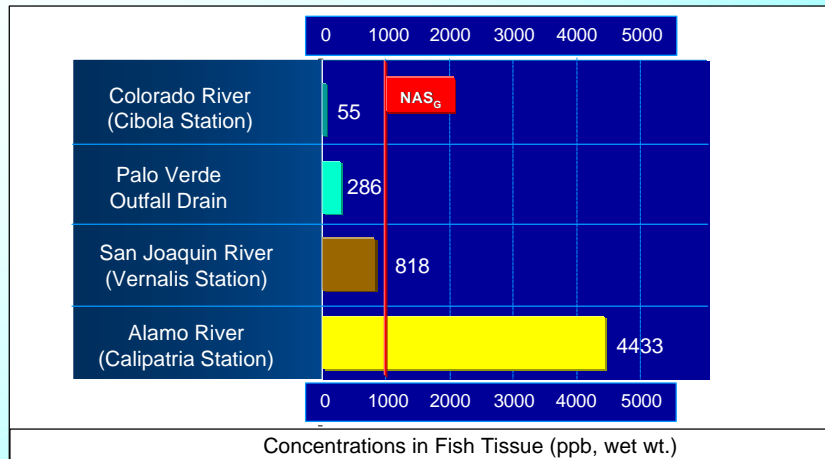 0 1000 2000 3000 4000 5000
Colorado River
(Cibola Station)
55
NASG
Palo Verde
Outfall Drain
286
San Joaquin River
(Vernalis Station)
818
Alamo River
(Calipatria Station)
4433
0 1000 2000 3000 4000 5000
Concentrations in Fish Tissue (ppb, wet wt.)